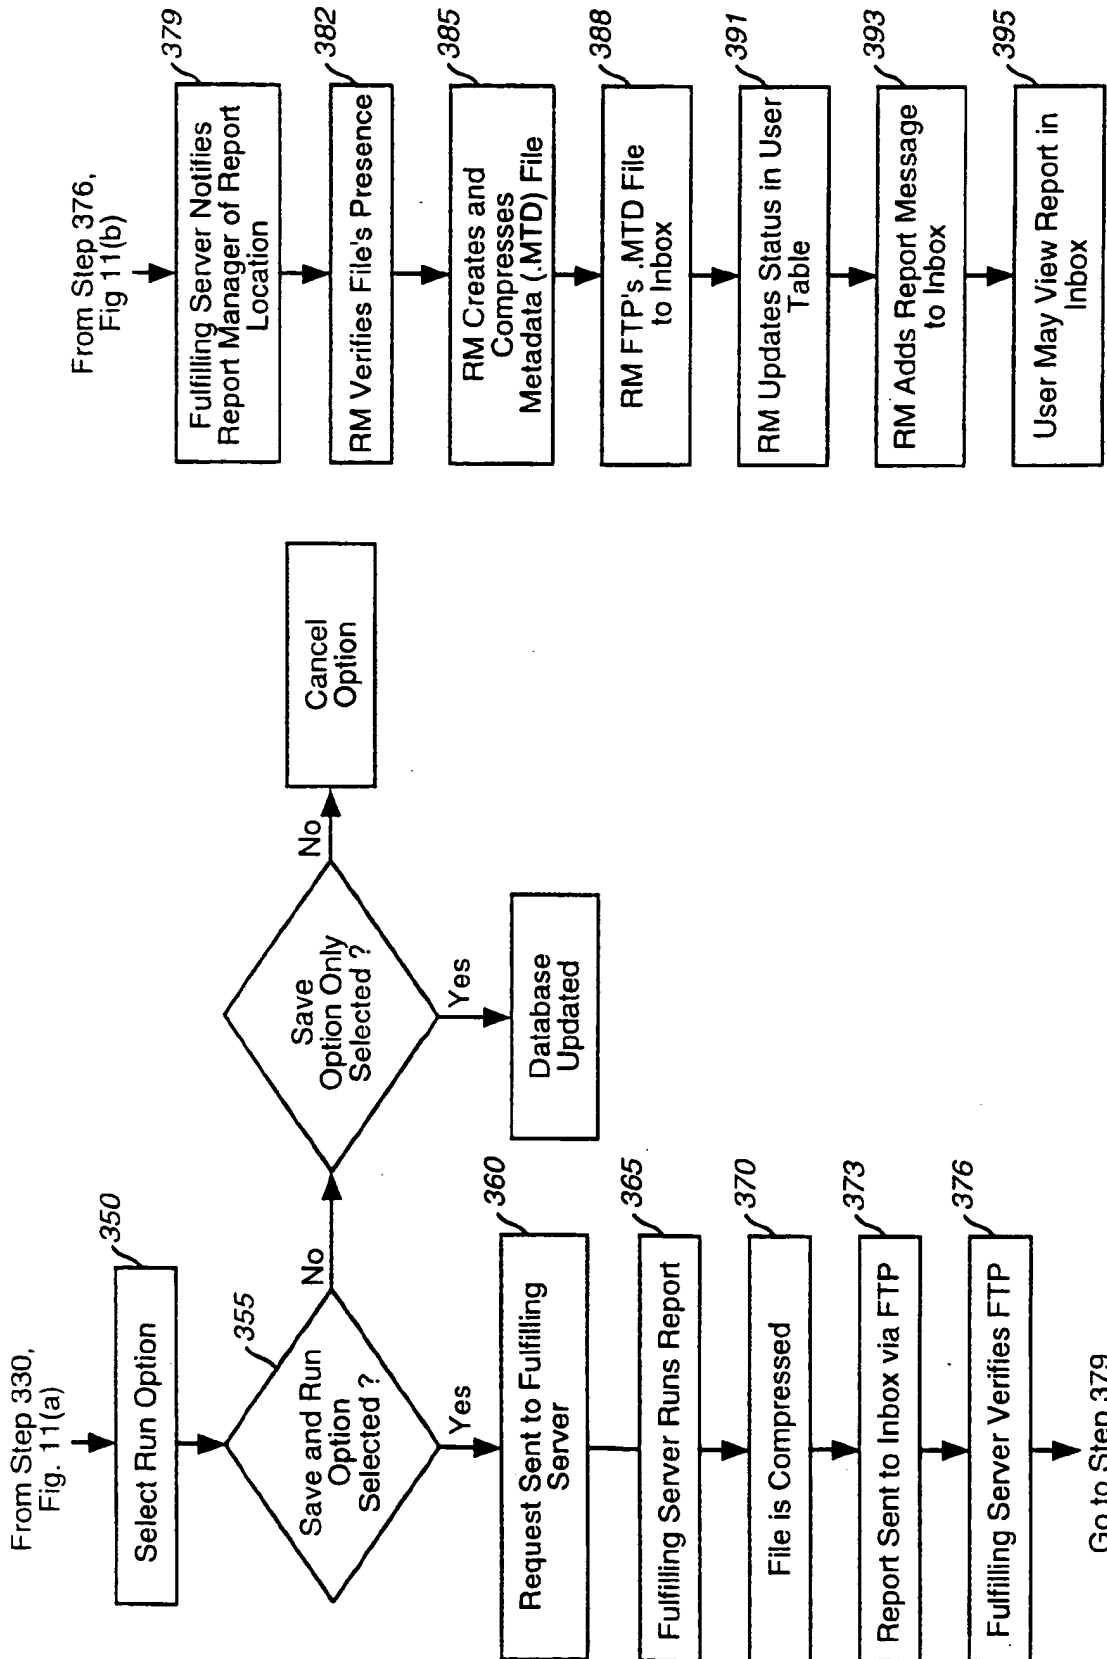 From Step 330,
Fig. 11(a)
350
Select Run Option
355
Save and Run
Option
Selected ?
No
Yes
Save
Option Only
Selected ?
No
Cancel
Option
Yes
Database
Updated
360
Request Sent to Fulfilling
Server
365
Fulfilling Server Runs Report
370
File is Compressed
373
Report Sent to Inbox via FTP
376
Fulfilling Server Verifies FTP
Go to Step 379
From Step 376,
Fig 11(b)
379
Fulfilling Server Notifies
Report Manager of Report
Location
382
RM Verifies File's Presence
385
RM Creates and
Compresses
Metadata (.MTD) File
388
RM FTP's .MTD File
to Inbox
391
RM Updates Status in User
Table
393
RM Adds Report Message
to Inbox
395
User May View Report in
Inbox